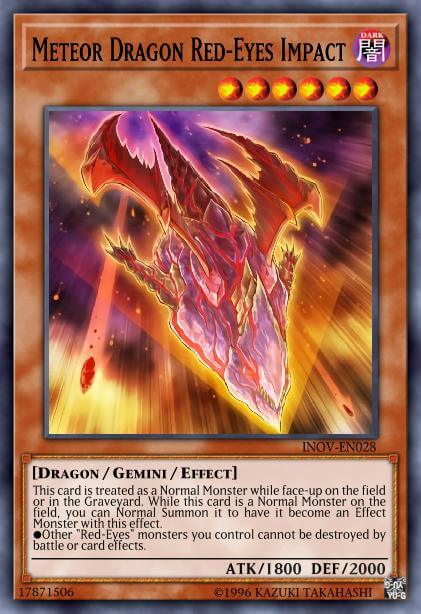 METEOR DRAGON RED-EYES IMPACT
DARK
闇
INOV-EN028
[DRAGON / GEMINI / EFFECT]
This card is treated as a Normal Monster while face-up on the field
or in the Graveyard. While this card is a Normal Monster on the
field, you can Normal Summon it to have it become an Effect
Monster with this effect.
●Other "Red-Eyes" monsters you control cannot be destroyed by
battle or card effects.
ATK/1800 DEF/2000
17871506
©1996 KAZUKI TAKAHASHI